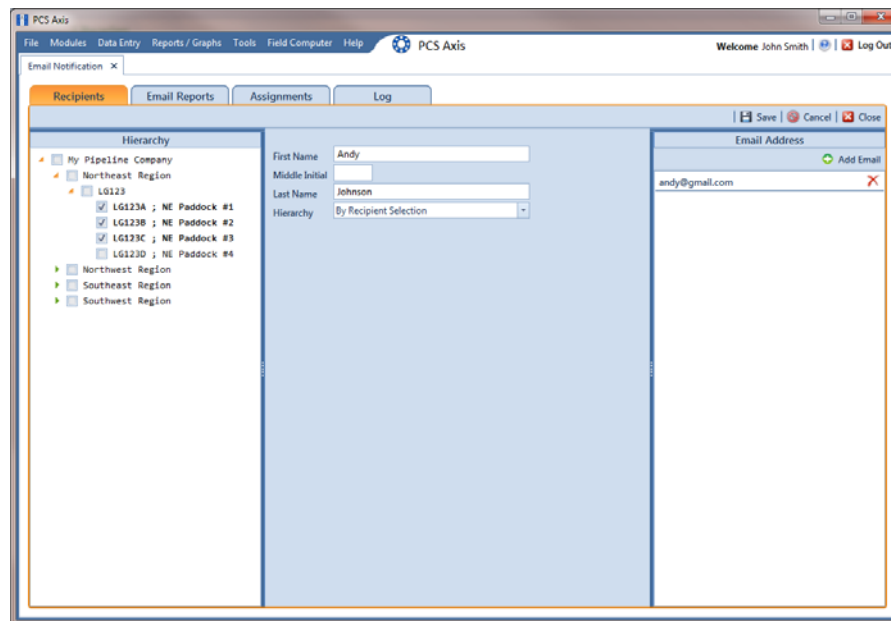 PCS Axis
File Modules Data Entry Reports / Graphs Tools Field Computer Help PCS Axis Welcome John Smith | | Log Out
Email Notification ×
Recipients Email Reports Assignments Log
| Save | Cancel | Close
Hierarchy
My Pipeline Company
Northeast Region
LG123
LG123A ; NE Paddock #1
LG123B ; NE Paddock #2
LG123C ; NE Paddock #3
LG123D ; NE Paddock #4
Northwest Region
Southeast Region
Southwest Region
First Name Andy
Middle Initial
Last Name Johnson
Hierarchy By Recipient Selection
Email Address
Add Email
andy@gmail.com